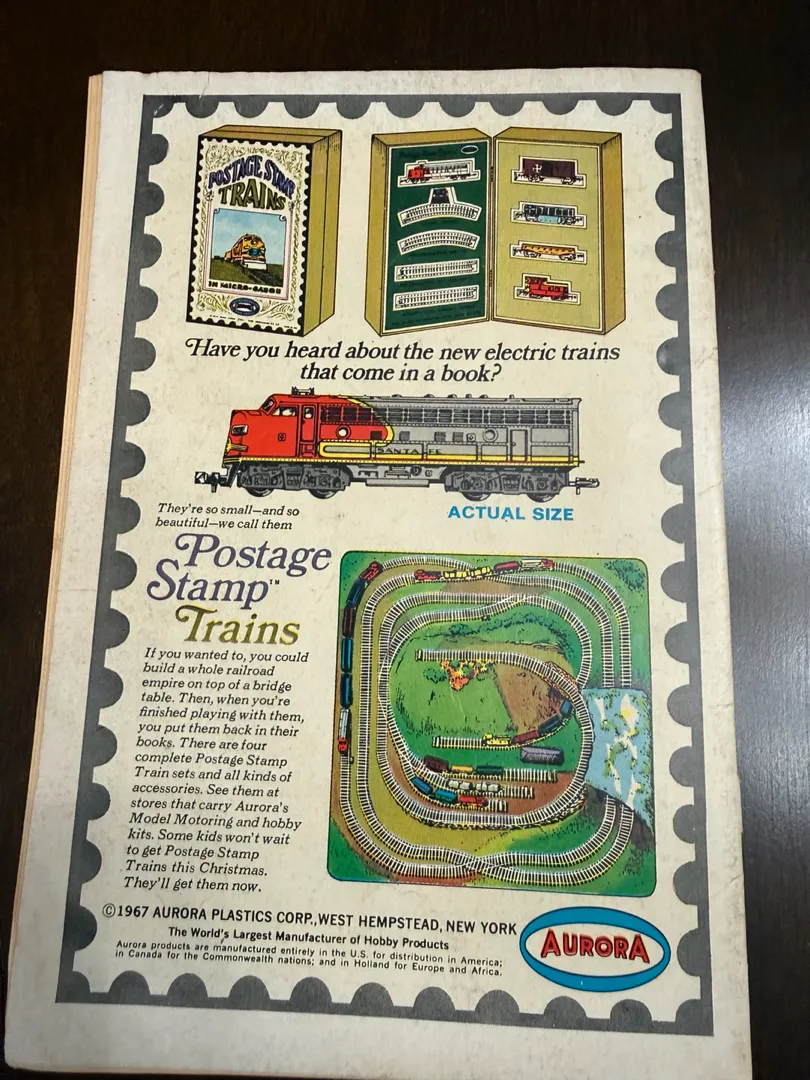 POSTAGE STAMP
TRAINS
IN MICRO-GAUGE
Have you heard about the new electric trains
that come in a book?
SANTA FE
They're so small—and so
beautiful—we call them
ACTUAL SIZE
Postage
Stamp™
Trains
If you wanted to, you could
build a whole railroad
empire on top of a bridge
table. Then, when you're
finished playing with them,
you put them back in their
books. There are four
complete Postage Stamp
Train sets and all kinds of
accessories. See them at
stores that carry Aurora's
Model Motoring and hobby
kits. Some kids won't wait
to get Postage Stamp
Trains this Christmas.
They'll get them now.
©1967 AURORA PLASTICS CORP., WEST HEMPSTEAD, NEW YORK
The World's Largest Manufacturer of Hobby Products
Aurora products are manufactured entirely in the U.S. for distribution in America;
in Canada for the Commonwealth nations; and in Holland for Europe and Africa.
AURORA